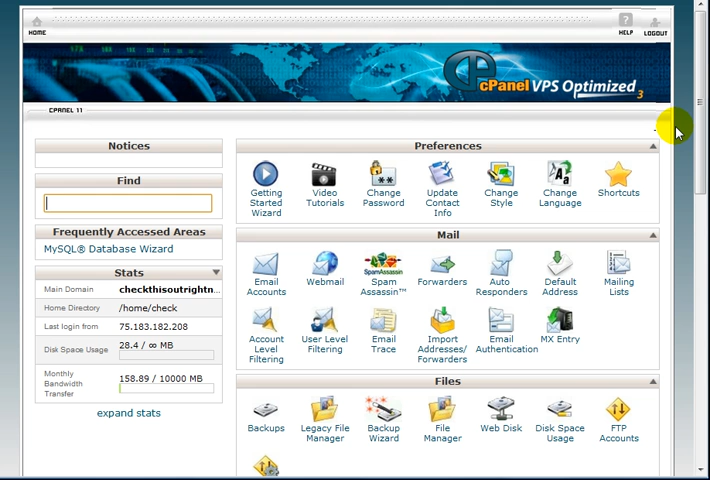 HOME
HELP
LOGOUT
cPanel VPS Optimized 3
CPANEL 11
Notices
Find
Frequently Accessed Areas
MySQL® Database Wizard
Stats
Main Domain checkthisoutrightn...
Home Directory /home/check
Last login from 75.183.182.208
Disk Space Usage 28.4 / ∞ MB
Monthly
Bandwidth
Transfer
158.89 / 10000 MB
expand stats
Preferences
Getting
Started
Wizard
Video
Tutorials
Change
Password
Update
Contact
Info
Change
Style
Change
Language
Shortcuts
Mail
Email
Accounts
Webmail
SpamAssassin
Spam
Assassin™
Forwarders
Auto
Responders
Default
Address
Mailing
Lists
Account
Level
Filtering
User Level
Filtering
Email
Trace
Import
Addresses/
Forwarders
Email
Authentication
MX Entry
Files
Backups
Legacy File
Manager
Backup
Wizard
File
Manager
Web Disk
Disk Space
Usage
FTP
Accounts